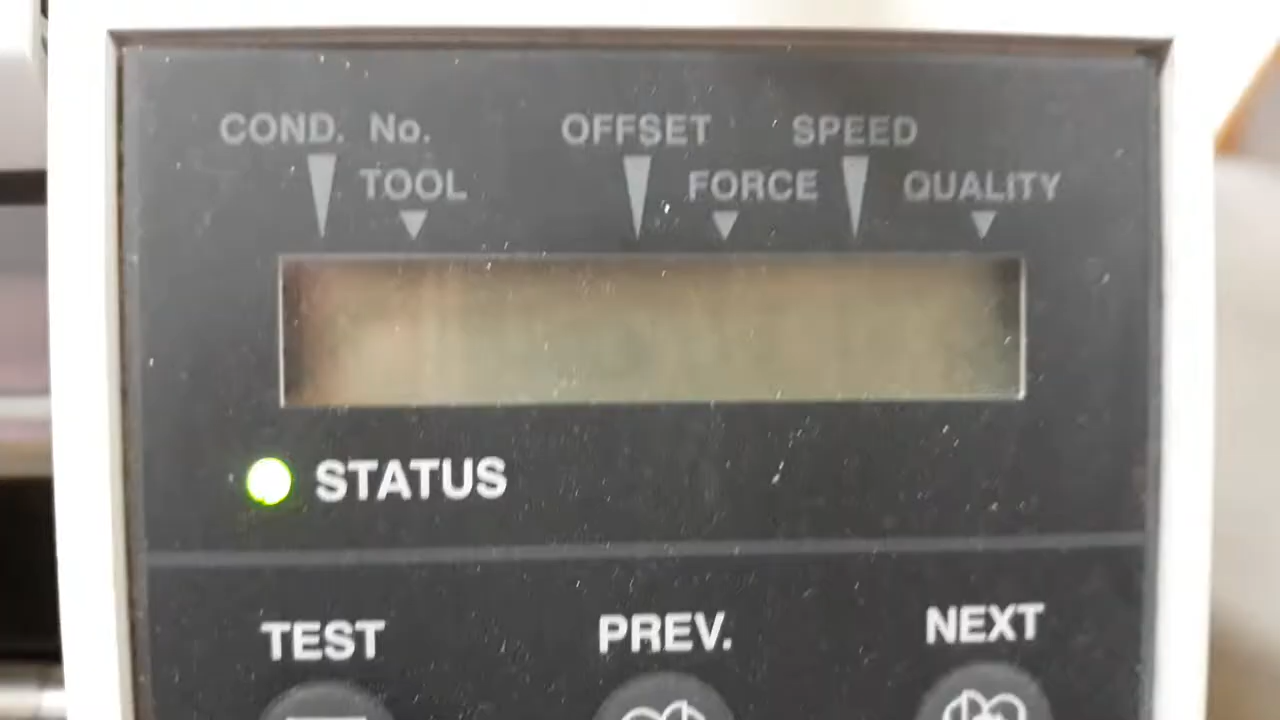 COND. No. OFFSET SPEED
TOOL FORCE QUALITY
STATUS
TEST PREV. NEXT